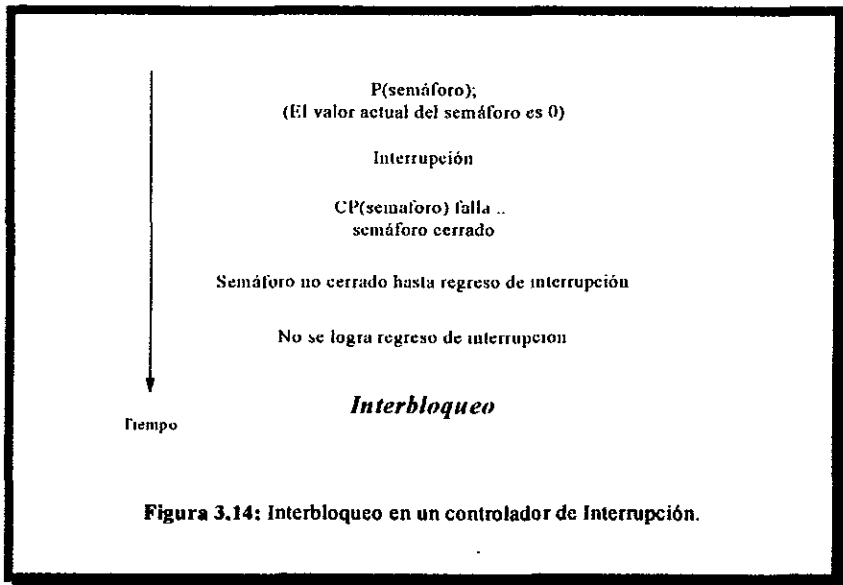 P(semáforo);
(El valor actual del semáforo es 0)
Interrupción
CP(semaforo) falla ..
semáforo cerrado
Semáforo no cerrado hasta regreso de interrupción
No se logra regreso de interrupcion
Interbloqueo
Tiempo
Figura 3.14: Interbloqueo en un controlador de Interrupción.